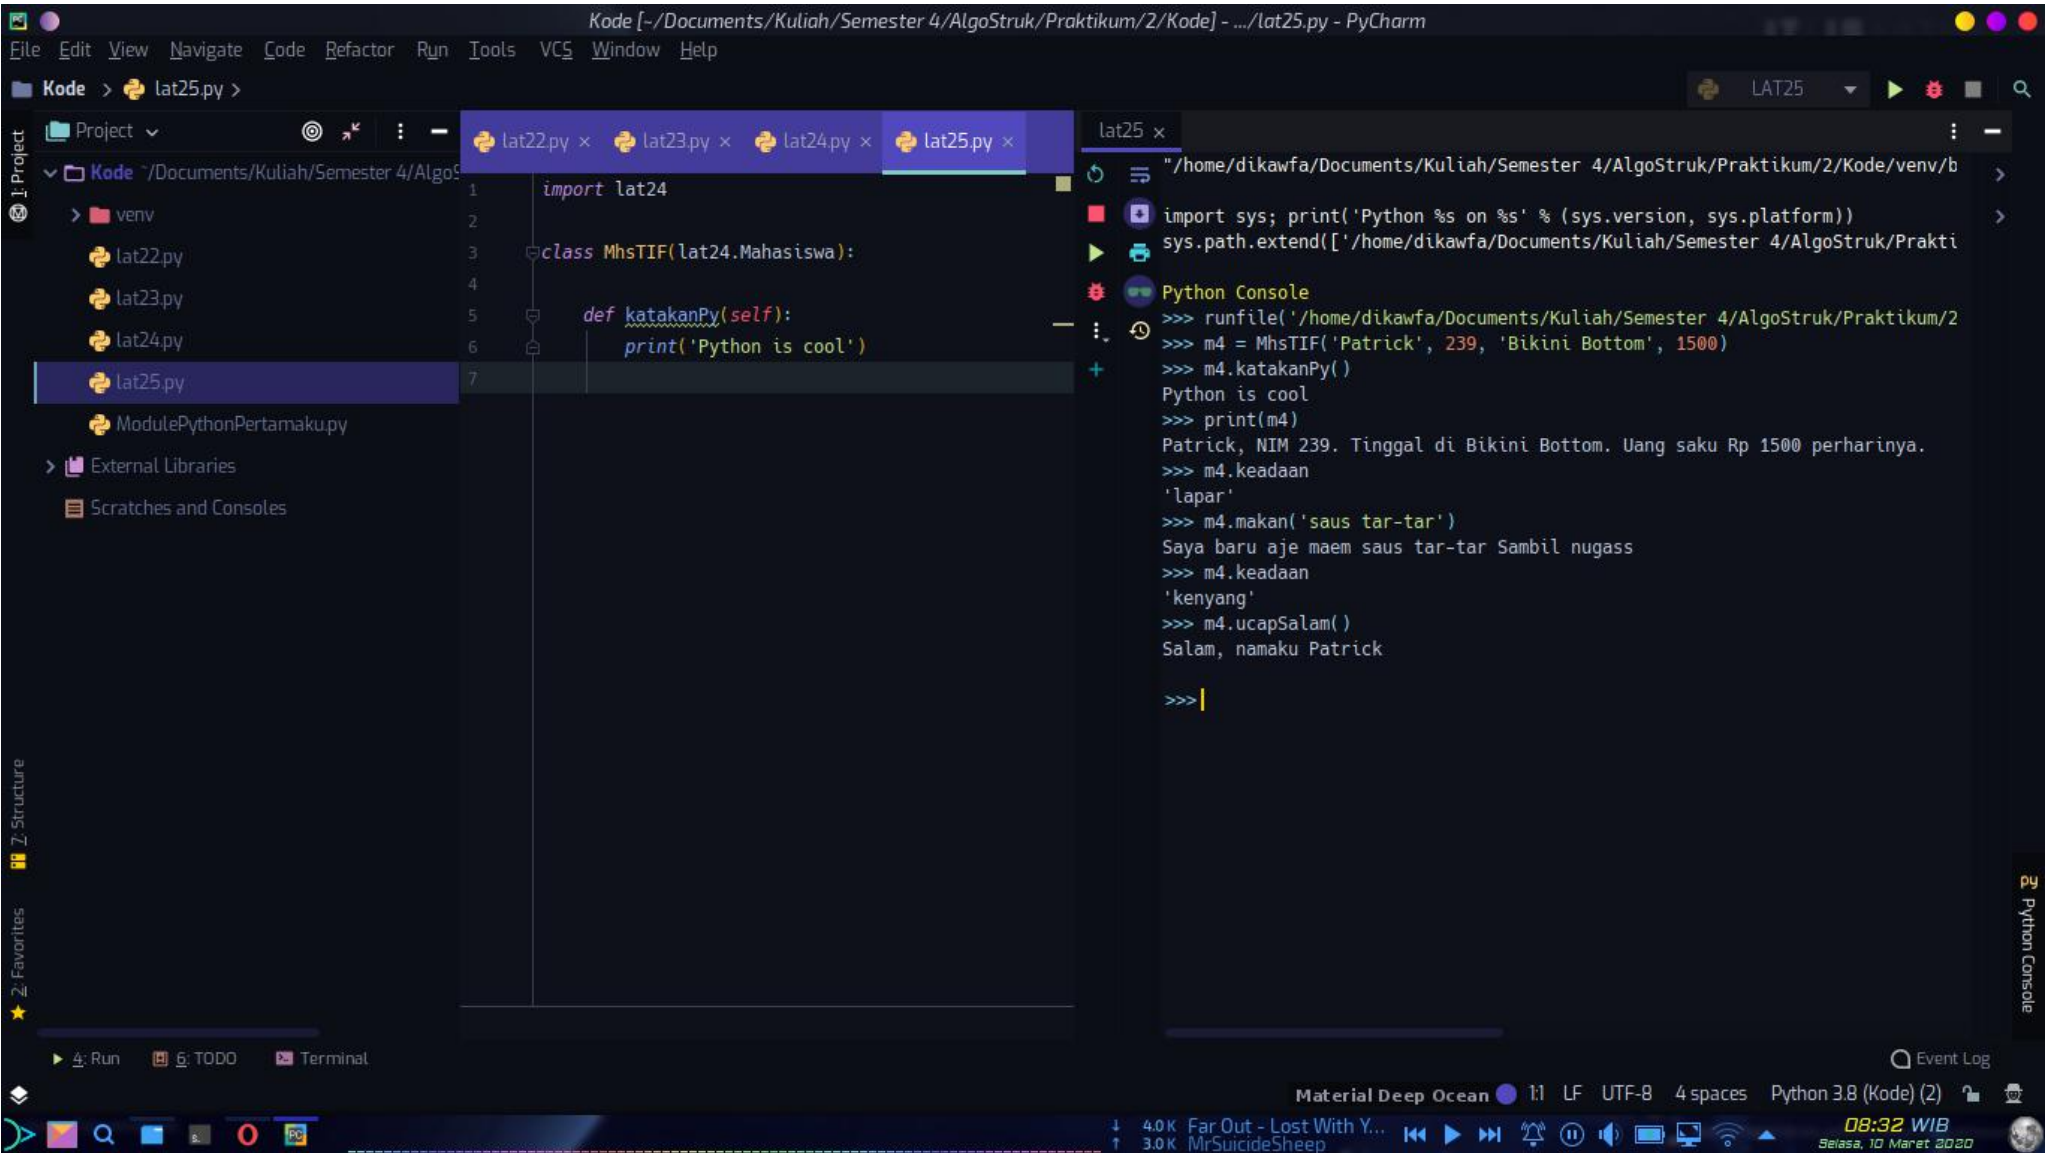 Kode [~/Documents/Kuliah/Semester 4/AlgoStruk/Praktikum/2/Kode] - .../lat25.py - PyCharm
File Edit View Navigate Code Refactor Run Tools VCS Window Help
Kode > lat25.py >
LAT25
1: Project
Project
Kode ~/Documents/Kuliah/Semester 4/AlgoS
venv
lat22.py
lat23.py
lat24.py
lat25.py
ModulePythonPertamaku.py
External Libraries
Scratches and Consoles
7: Structure
2: Favorites
lat22.py × lat23.py × lat24.py × lat25.py ×
1 import lat24
2
3 class MhsTIF(lat24.Mahasiswa):
4
5 def katakanPy(self):
6 print('Python is cool')
7
lat25 ×
"/home/dikawfa/Documents/Kuliah/Semester 4/AlgoStruk/Praktikum/2/Kode/venv/b
import sys; print('Python %s on %s' % (sys.version, sys.platform))
sys.path.extend(['/home/dikawfa/Documents/Kuliah/Semester 4/AlgoStruk/Prakti
Python Console
>>> runfile('/home/dikawfa/Documents/Kuliah/Semester 4/AlgoStruk/Praktikum/2
>>> m4 = MhsTIF('Patrick', 239, 'Bikini Bottom', 1500)
>>> m4.katakanPy()
Python is cool
>>> print(m4)
Patrick, NIM 239. Tinggal di Bikini Bottom. Uang saku Rp 1500 perharinya.
>>> m4.keadaan
'lapar'
>>> m4.makan('saus tar-tar')
Saya baru aje maem saus tar-tar Sambil nugass
>>> m4.keadaan
'kenyang'
>>> m4.ucapSalam()
Salam, namaku Patrick
>>>
Python Console
4: Run 6: TODO Terminal
Event Log
Material Deep Ocean 1:1 LF UTF-8 4 spaces Python 3.8 (Kode) (2)
↓ 4.0 K Far Out - Lost With Y...
↑ 3.0 K MrSuicideSheep
08:32 WIB
Selasa, 10 Maret 2020